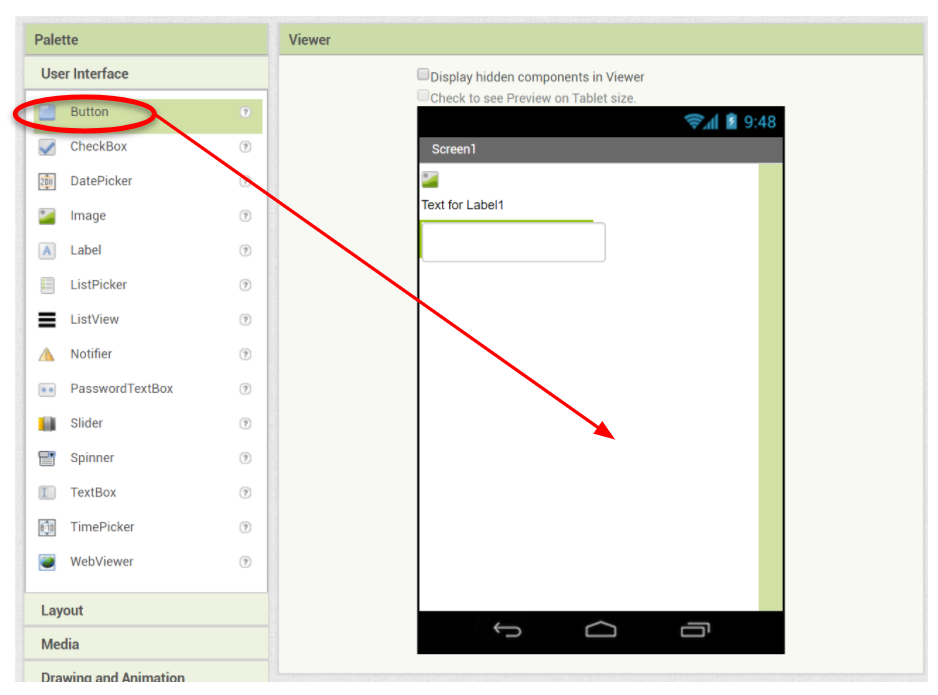 Palette
User Interface
Button
CheckBox
DatePicker
Image
Label
ListPicker
ListView
Notifier
PasswordTextBox
Slider
Spinner
TextBox
TimePicker
WebViewer
Layout
Media
Drawing and Animation
Viewer
Display hidden components in Viewer
Check to see Preview on Tablet size.
9:48
Screen1
Text for Label1